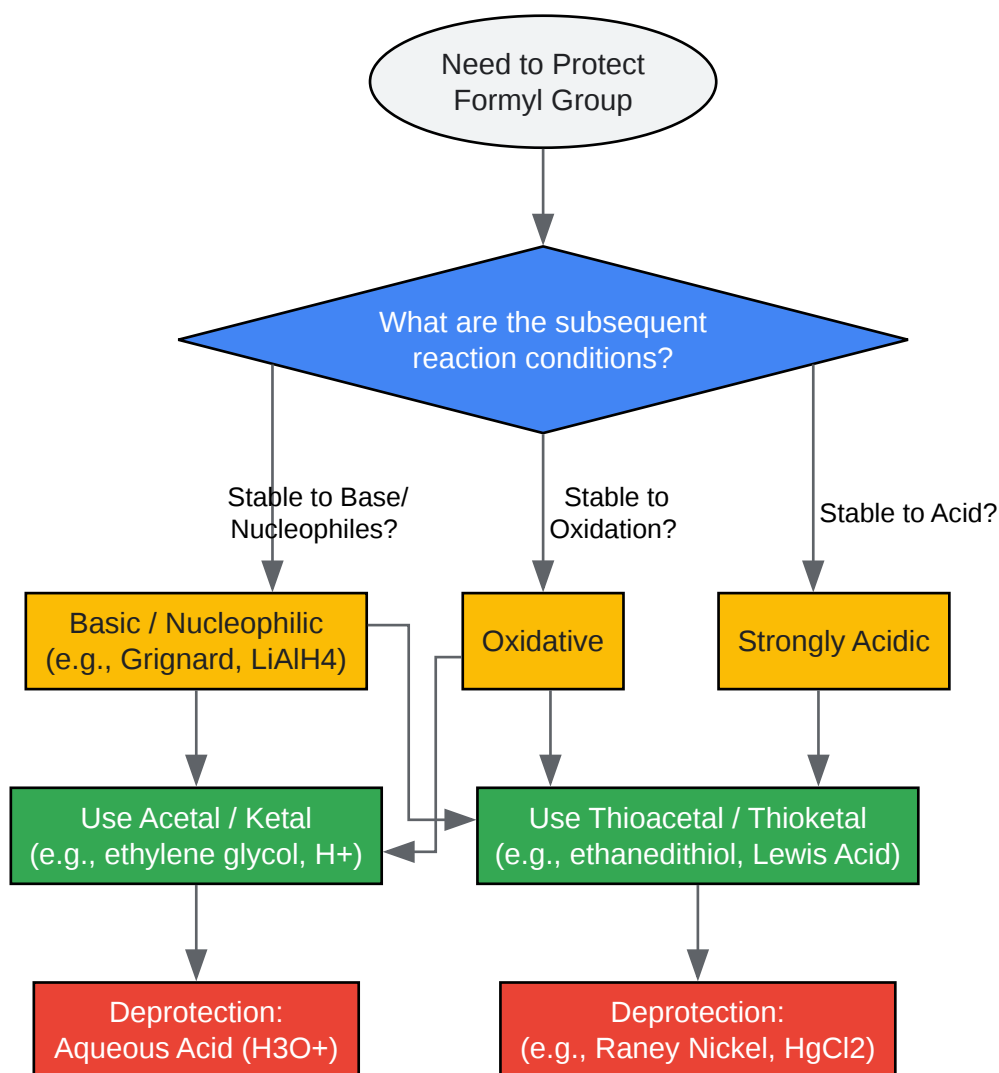 Need to Protect
Formyl Group
What are the subsequent
reaction conditions?
Stable to Base/
Nucleophiles?
Stable to
Oxidation?
Stable to Acid?
Basic / Nucleophilic
(e.g., Grignard, LiAlH4)
Oxidative
Strongly Acidic
Use Acetal / Ketal
(e.g., ethylene glycol, H+)
Use Thioacetal / Thioketal
(e.g., ethanedithiol, Lewis Acid)
Deprotection:
Aqueous Acid (H3O+)
Deprotection:
(e.g., Raney Nickel, HgCl2)